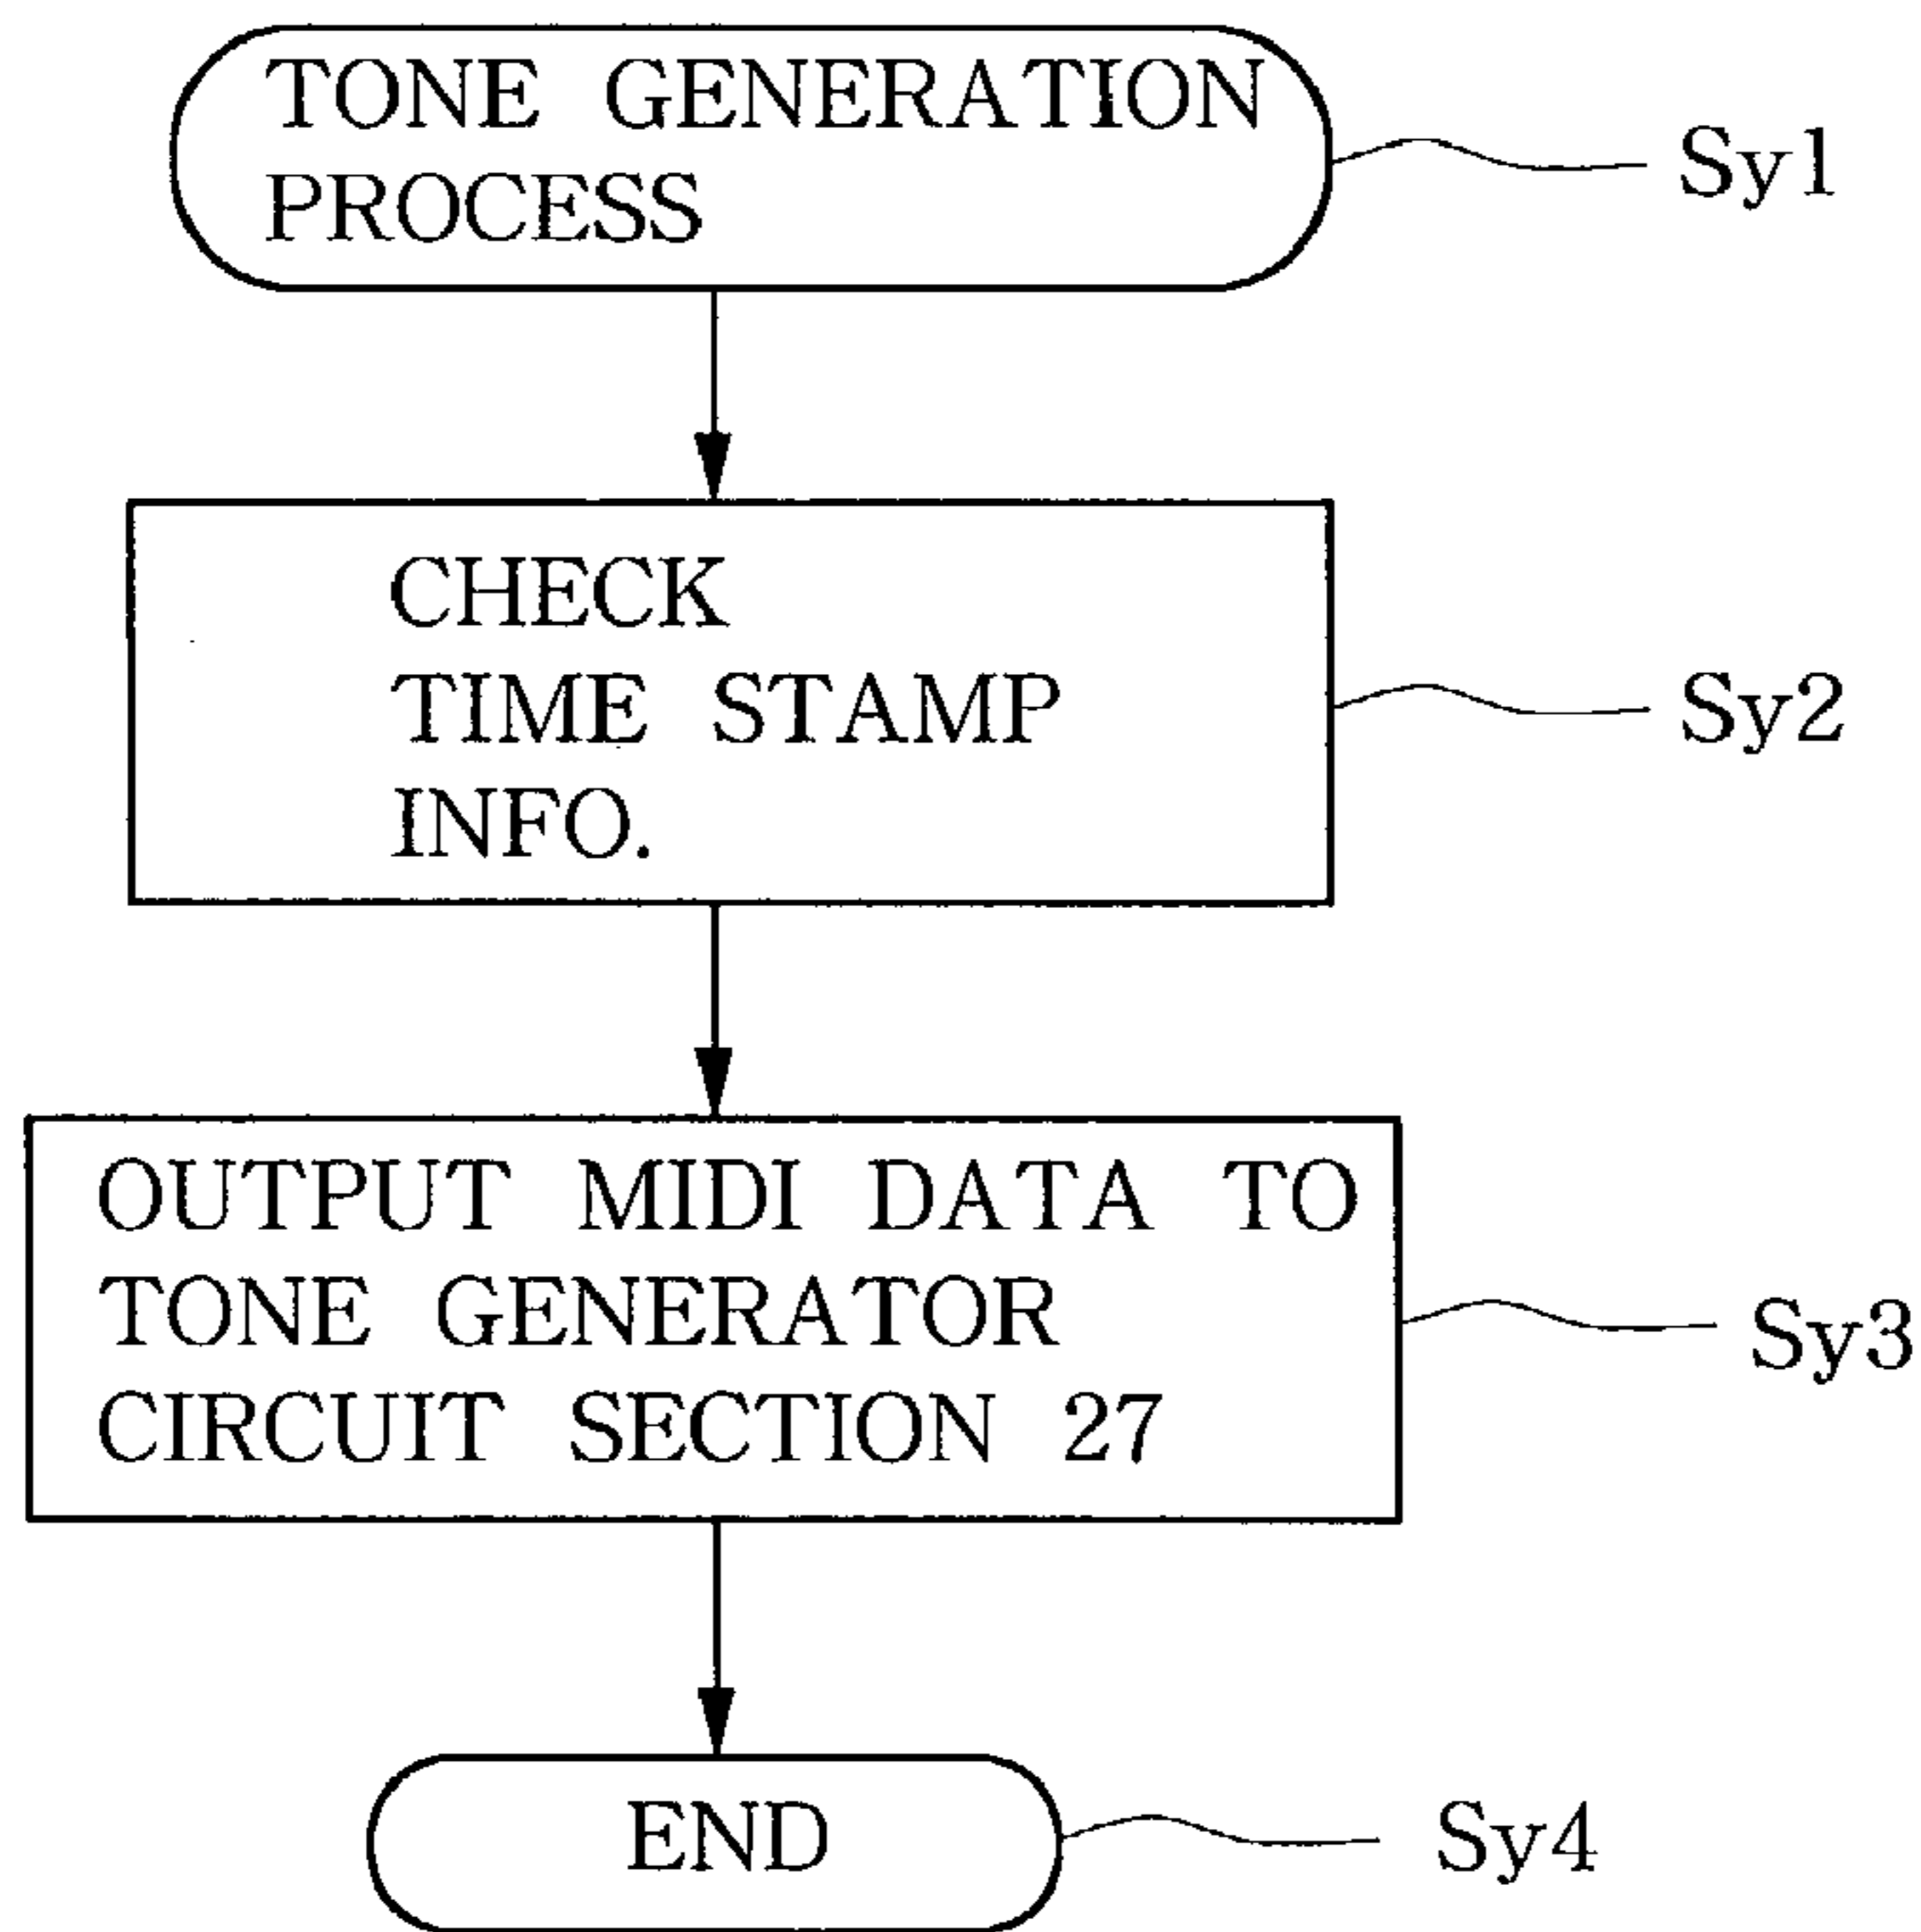 TONE GENERATION
PROCESS
Sy1
CHECK
TIME STAMP
INFO.
Sy2
OUTPUT MIDI DATA TO
TONE GENERATOR
CIRCUIT SECTION 27
Sy3
END
Sy4